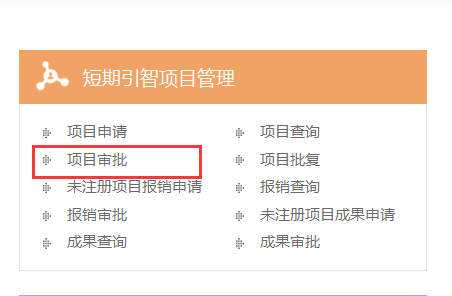 短期引智项目管理
项目申请 项目查询
项目审批 项目批复
未注册项目报销申请 报销查询
报销审批 未注册项目成果申请
成果查询 成果审批